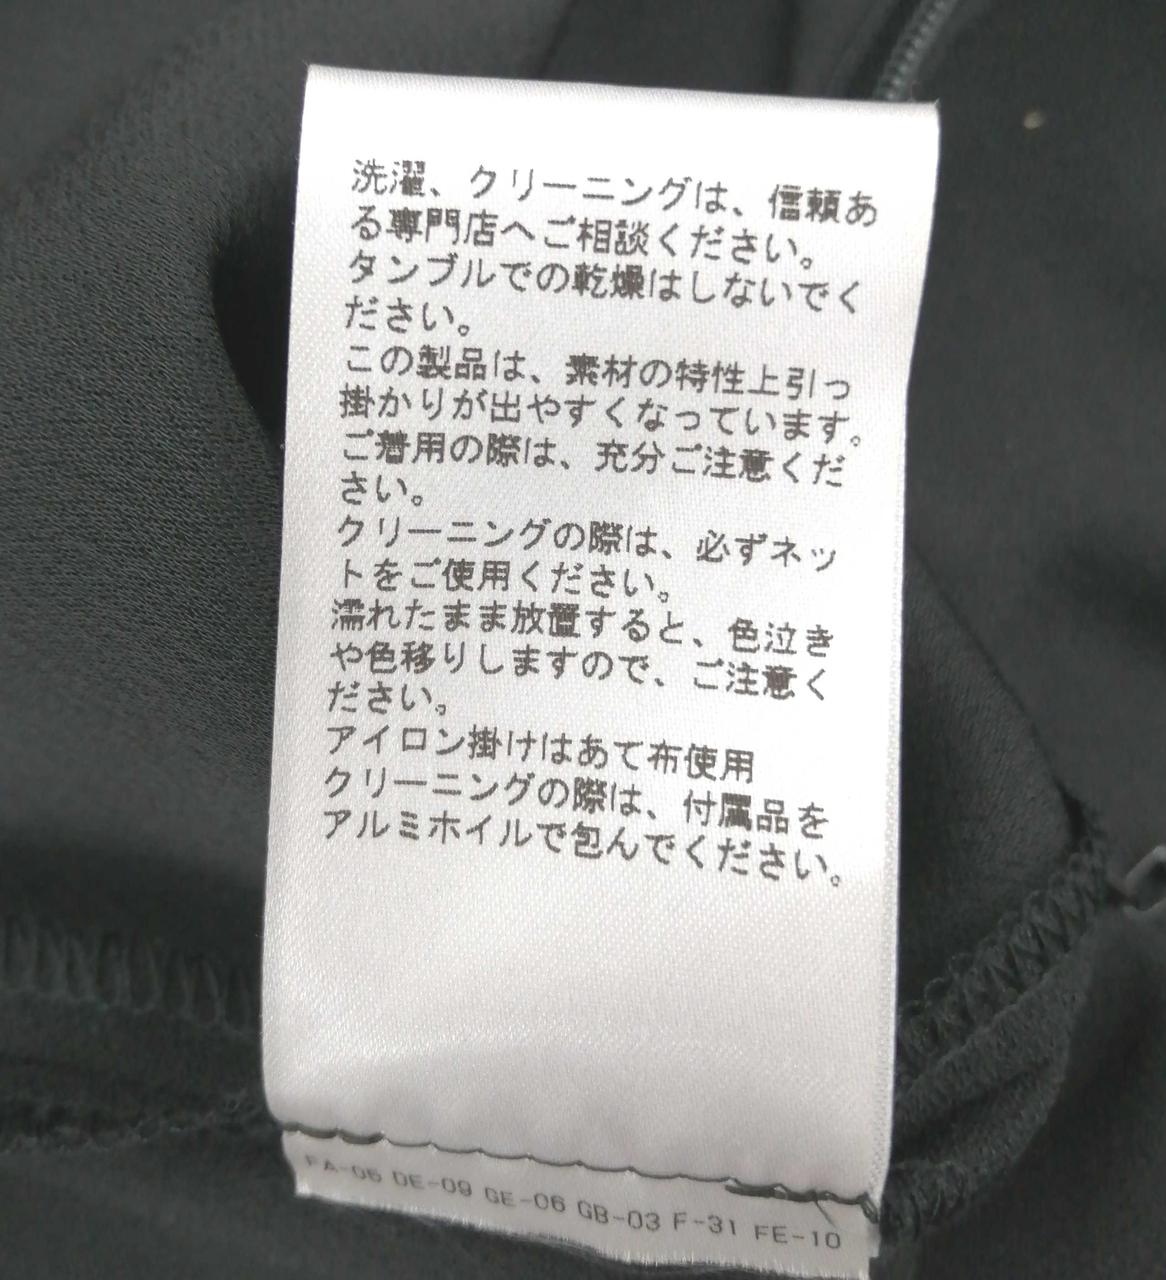 洗濯、クリーニングは、信頼あ
る専門店へご相談ください。
タンブルでの乾燥はしないでく
ださい。
この製品は、素材の特性上引っ
掛かりが出やすくなっています。
ご着用の際は、充分ご注意くだ
さい。
クリーニングの際は、必ずネッ
トをご使用ください。
濡れたまま放置すると、色泣き
や色移りしますので、ご注意く
ださい。
アイロン掛けはあて布使用
クリーニングの際は、付属品を
アルミホイルで包んでください。
FA-05 DE-09 GE-06 GB-03 F-31 FE-10